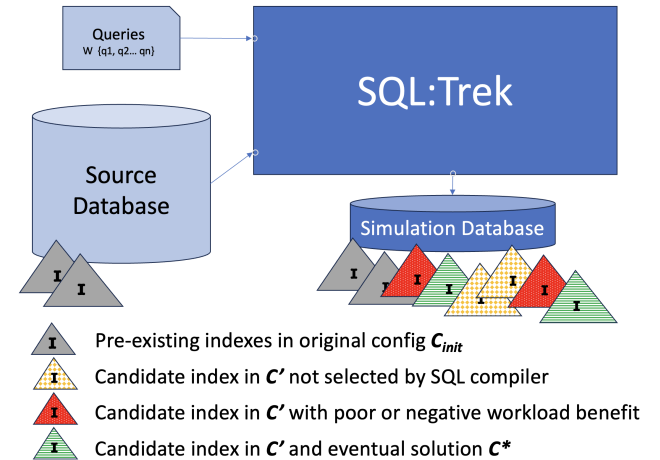 Queries
W {q1, q2... qn}
SQL:Trek
Source
Database
Simulation Database
I
I
I
I
I
I
I
I
I
I
I Pre-existing indexes in original config C_init
I Candidate index in C’ not selected by SQL compiler
I Candidate index in C’ with poor or negative workload benefit
I Candidate index in C’ and eventual solution C*